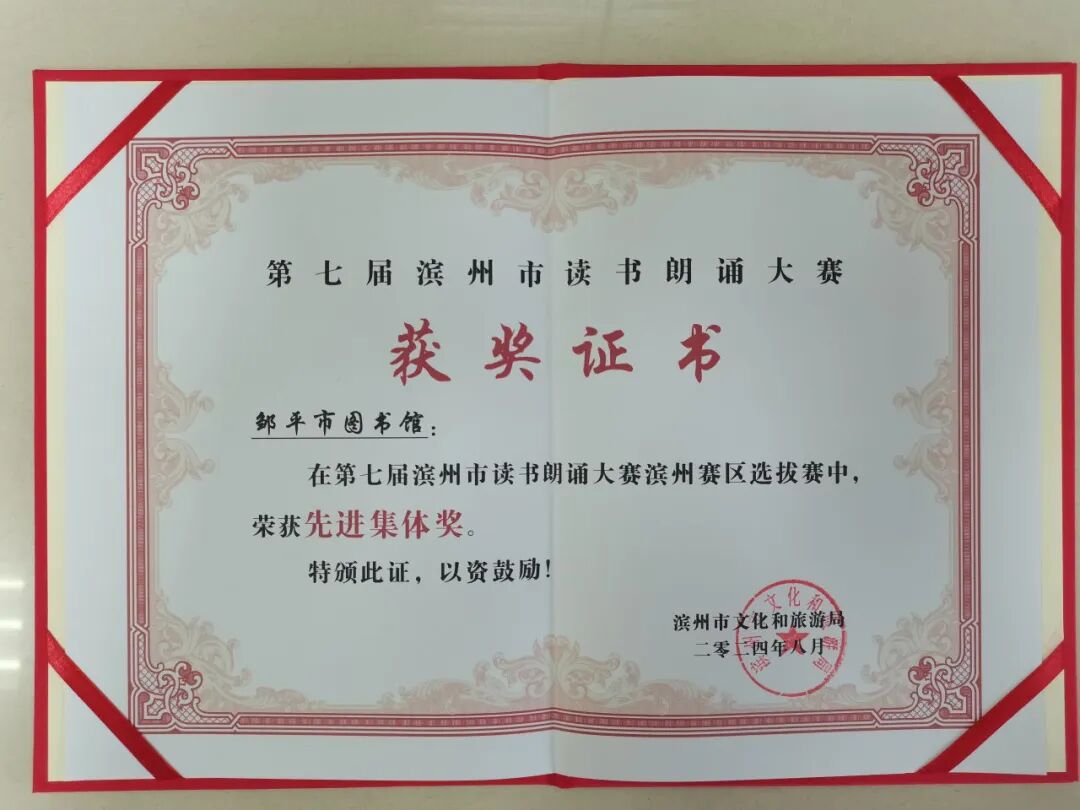 第七届滨州市读书朗诵大赛
获奖证书
邹平市图书馆：
在第七届滨州市读书朗诵大赛滨州赛区选拔赛中，
荣获先进集体奖。
特颁此证，以资鼓励！
滨州市文化和旅游局
二零二四年八月